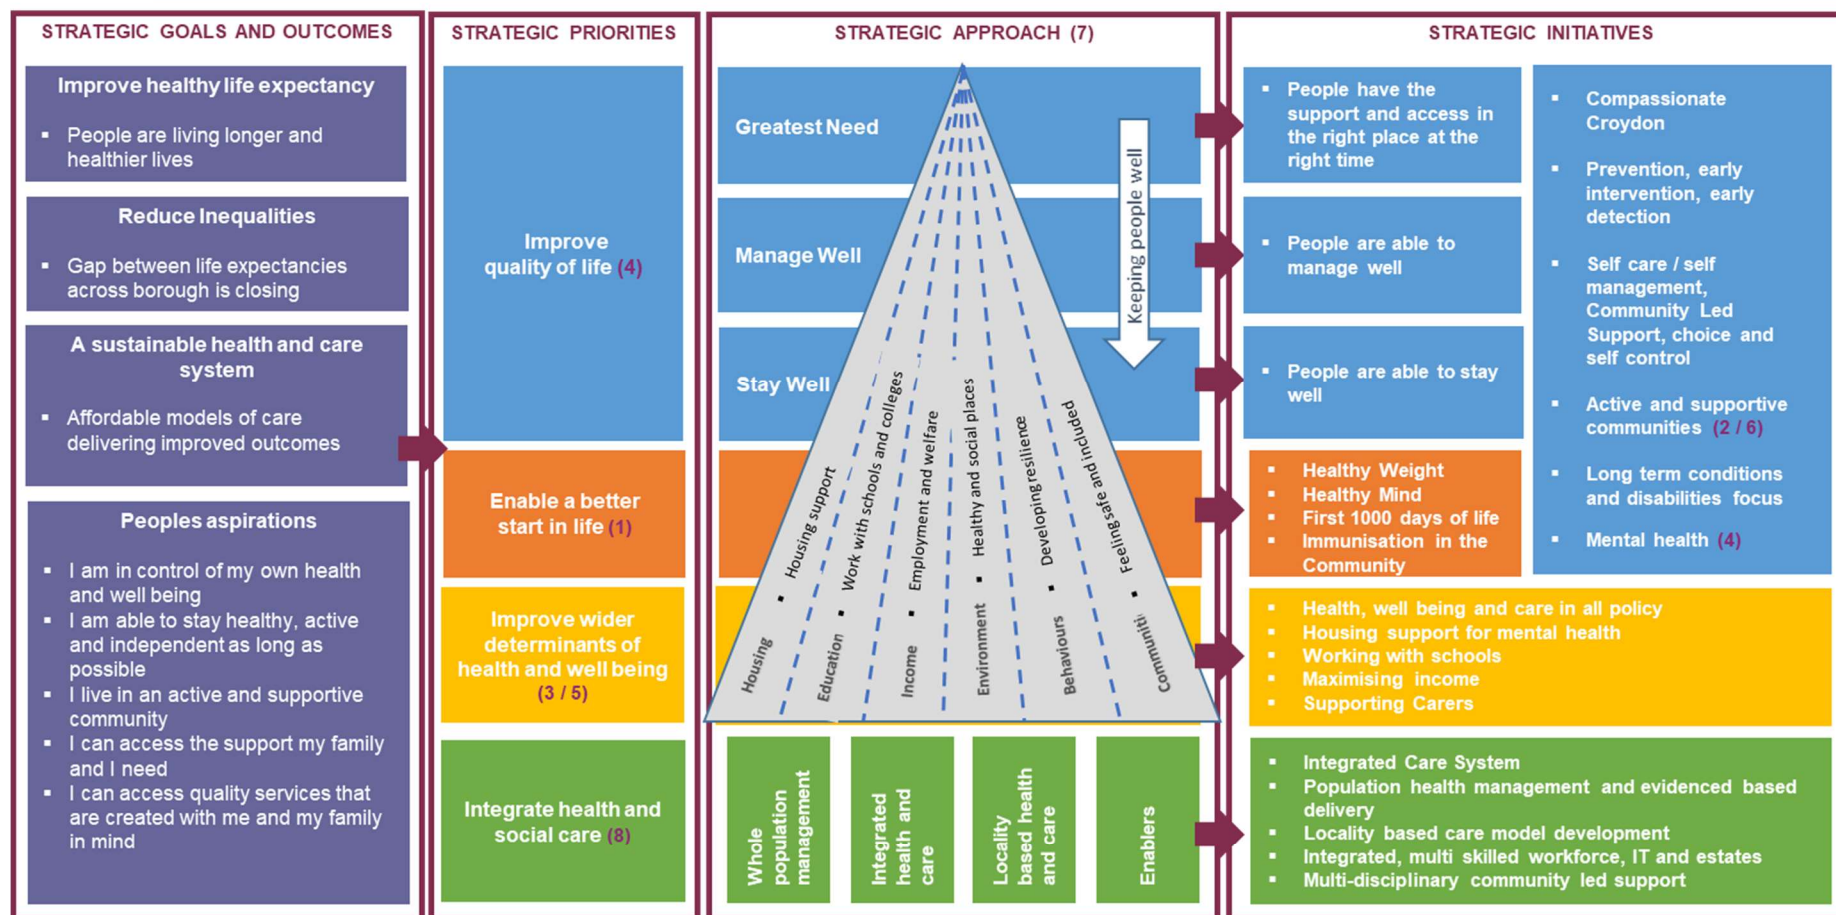 STRATEGIC GOALS AND OUTCOMES
Improve healthy life expectancy
▪ People are living longer and
healthier lives
Reduce Inequalities
▪ Gap between life expectancies
across borough is closing
A sustainable health and care
system
▪ Affordable models of care
delivering improved outcomes
Peoples aspirations
▪ I am in control of my own health
and well being
▪ I am able to stay healthy, active
and independent as long as
possible
▪ I live in an active and supportive
community
▪ I can access the support my family
and I need
▪ I can access quality services that
are created with me and my family
in mind
STRATEGIC PRIORITIES
Improve
quality of life (4)
Enable a better
start in life (1)
Improve wider
determinants of
health and well being
(3 / 5)
Integrate health and
social care (8)
STRATEGIC APPROACH (7)
Greatest Need
Manage Well
Stay Well
Keeping people well
Housing ▪ Housing support
Education ▪ Work with schools and colleges
Income ▪ Employment and welfare
Environment ▪ Healthy and social places
Behaviours ▪ Developing resilience
Communiti ▪ Feeling safe and included
Whole
population
management
Integrated
health and
care
Locality
based health
and care
Enablers
STRATEGIC INITIATIVES
▪ People have the
support and access in
the right place at the
right time
▪ People are able to
manage well
▪ People are able to stay
well
▪ Healthy Weight
▪ Healthy Mind
▪ First 1000 days of life
▪ Immunisation in the
Community
▪ Compassionate
Croydon
▪ Prevention, early
intervention, early
detection
▪ Self care / self
management,
Community Led
Support, choice and
self control
▪ Active and supportive
communities (2 / 6)
▪ Long term conditions
and disabilities focus
▪ Mental health (4)
▪ Health, well being and care in all policy
▪ Housing support for mental health
▪ Working with schools
▪ Maximising income
▪ Supporting Carers
▪ Integrated Care System
▪ Population health management and evidenced based
delivery
▪ Locality based care model development
▪ Integrated, multi skilled workforce, IT and estates
▪ Multi-disciplinary community led support